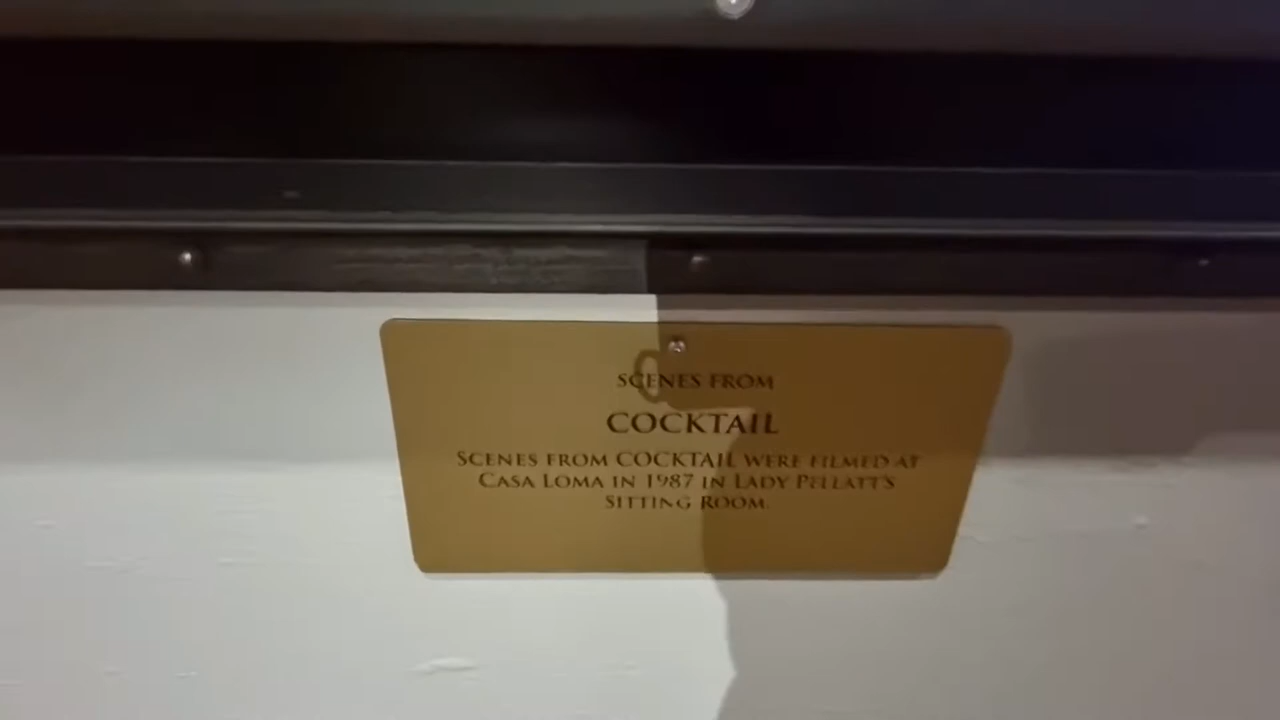 SCENES FROM
COCKTAIL
SCENES FROM COCKTAIL WERE FILMED AT
CASA LOMA IN 1987 IN LADY PELLATT'S
SITTING ROOM.